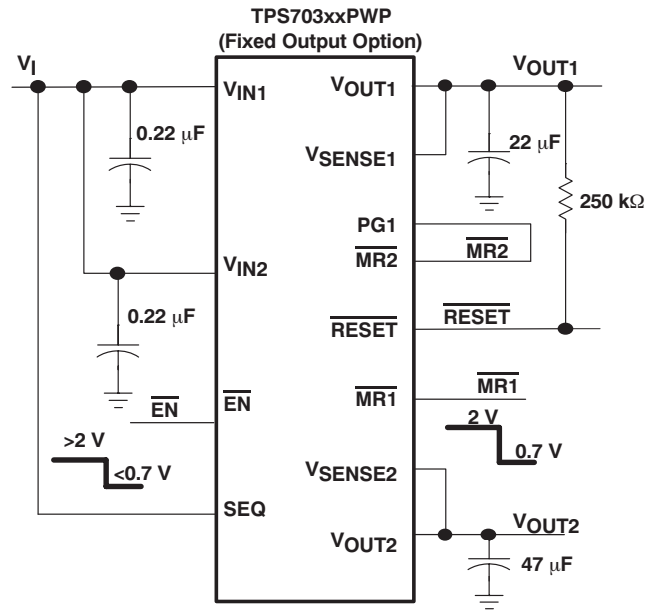 TPS703xxPWP
(Fixed Output Option)
VI
VIN1
VOUT1
VOUT1
0.22 μF
VSENSE1
22 μF
250 kΩ
PG1
MR2
MR2
VIN2
0.22 μF
RESET
RESET
EN
EN
MR1
MR1
>2 V
<0.7 V
2 V
0.7 V
VSENSE2
SEQ
VOUT2
VOUT2
47 μF